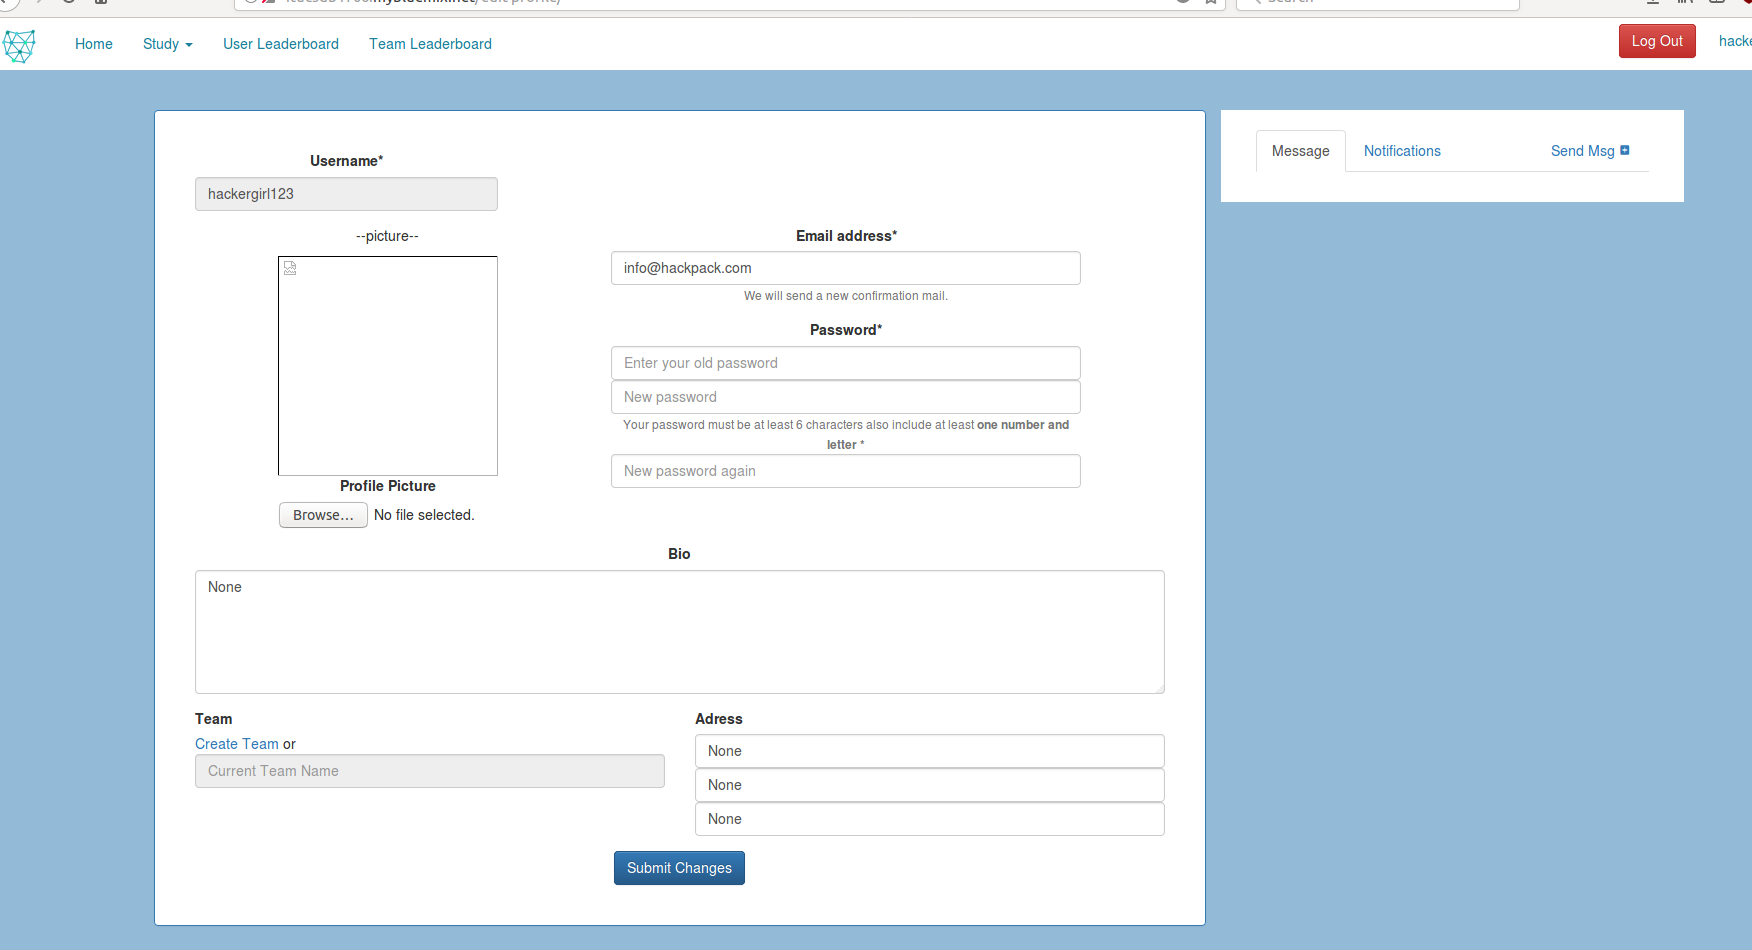 Search
Home Study User Leaderboard Team Leaderboard Log Out
Message Notifications Send Msg
Username*
hackergirl123
--picture--
Email address*
info@hackpack.com
We will send a new confirmation mail.
Password*
Enter your old password
New password
Your password must be at least 6 characters also include at least one number and
letter *
New password again
Profile Picture
Browse... No file selected.
Bio
None
Team
Create Team or
Current Team Name
Adress
None
None
None
Submit Changes